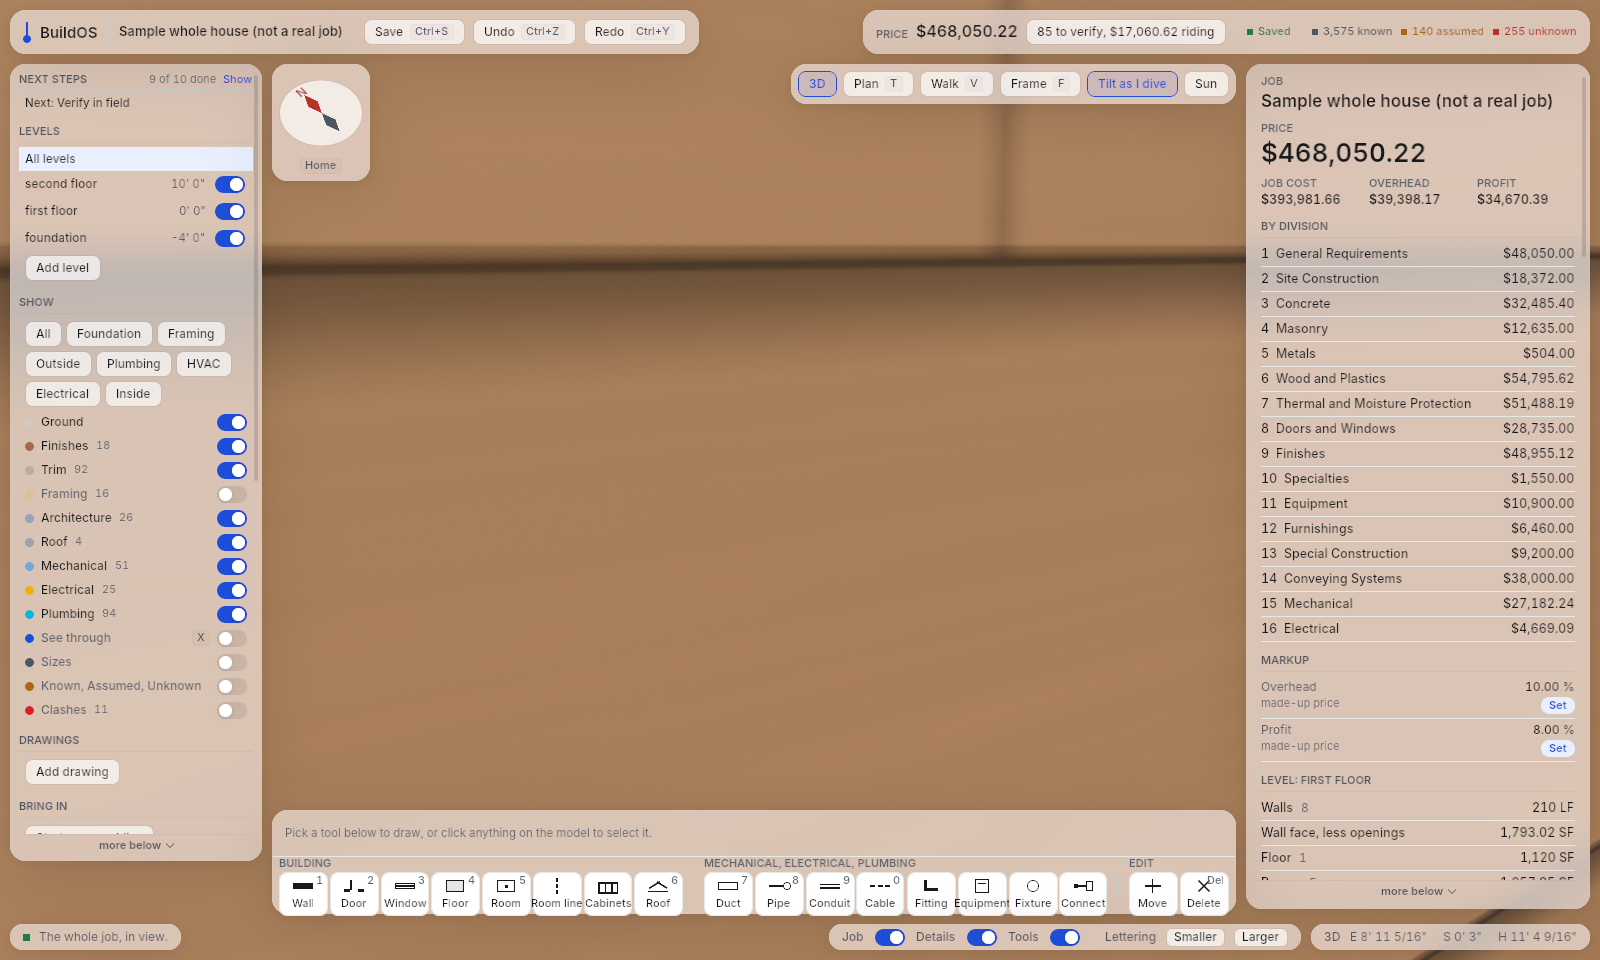 BuildOS
Sample whole house (not a real job)
Save Ctrl+S
Undo Ctrl+Z
Redo Ctrl+Y
PRICE $468,050.22
85 to verify, $17,060.62 riding
Saved
3,575 known
140 assumed
255 unknown
NEXT STEPS 9 of 10 done Show
Next: Verify in field
LEVELS
All levels
second floor 10' 0"
first floor 0' 0"
foundation -4' 0"
Add level
SHOW
All Foundation Framing
Outside Plumbing HVAC
Electrical Inside
Ground
Finishes 18
Trim 92
Framing 16
Architecture 26
Roof 4
Mechanical 51
Electrical 25
Plumbing 94
See through X
Sizes
Known, Assumed, Unknown
Clashes 11
DRAWINGS
Add drawing
BRING IN
more below
N
Home
3D
Plan T
Walk V
Frame F
Tilt as I dive
Sun
JOB
Sample whole house (not a real job)
PRICE
$468,050.22
JOB COST OVERHEAD PROFIT
$393,981.66 $39,398.17 $34,670.39
BY DIVISION
1 General Requirements $48,050.00
2 Site Construction $18,372.00
3 Concrete $32,485.40
4 Masonry $12,635.00
5 Metals $504.00
6 Wood and Plastics $54,795.62
7 Thermal and Moisture Protection $51,488.19
8 Doors and Windows $28,735.00
9 Finishes $48,955.12
10 Specialties $1,550.00
11 Equipment $10,900.00
12 Furnishings $6,460.00
13 Special Construction $9,200.00
14 Conveying Systems $38,000.00
15 Mechanical $27,182.24
16 Electrical $4,669.09
MARKUP
Overhead 10.00 %
made-up price Set
Profit 8.00 %
made-up price Set
LEVEL: FIRST FLOOR
Walls 8 210 LF
Wall face, less openings 1,793.02 SF
Floor 1 1,120 SF
more below
Pick a tool below to draw, or click anything on the model to select it.
BUILDING
Wall 1
Door 2
Window 3
Floor 4
Room 5
Room line
Cabinets
Roof 6
MECHANICAL, ELECTRICAL, PLUMBING
Duct 7
Pipe 8
Conduit 9
Cable 0
Fitting
Equipment
Fixture
Connect
EDIT
Move
Delete Del
The whole job, in view.
Job Details Tools Lettering Smaller Larger
3D E 8' 11 5/16" S 0' 3" H 11' 4 9/16"